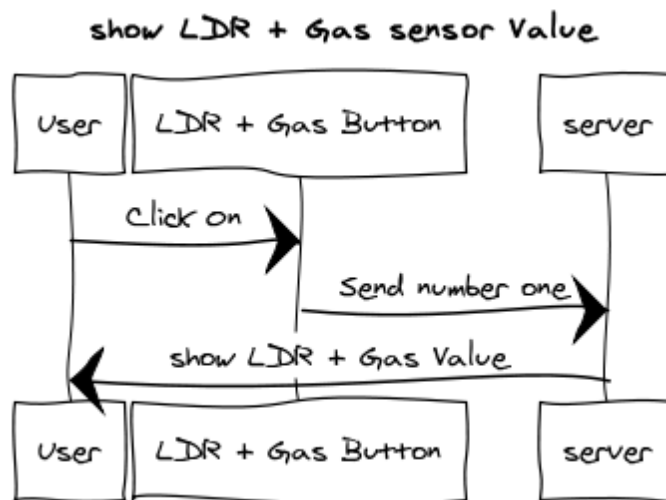 show LDR + Gas sensor Value
user
LDR + Gas Button
server
Click on
Send number one
show LDR + Gas Value
user
LDR + Gas Button
server